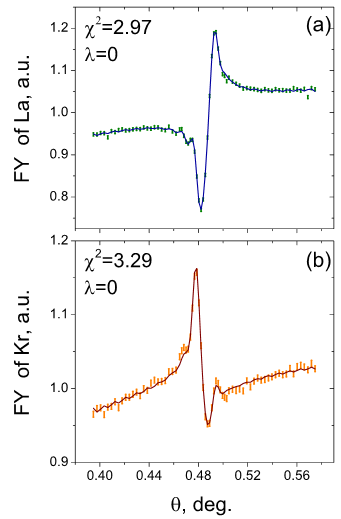 (a)
χ²=2.97
λ=0
FY of La, a.u.
1.2
1.1
1.0
0.9
0.8
(b)
χ²=3.29
λ=0
FY of Kr, a.u.
1.2
1.1
1.0
0.9
0.40 0.44 0.48 0.52 0.56
θ, deg.